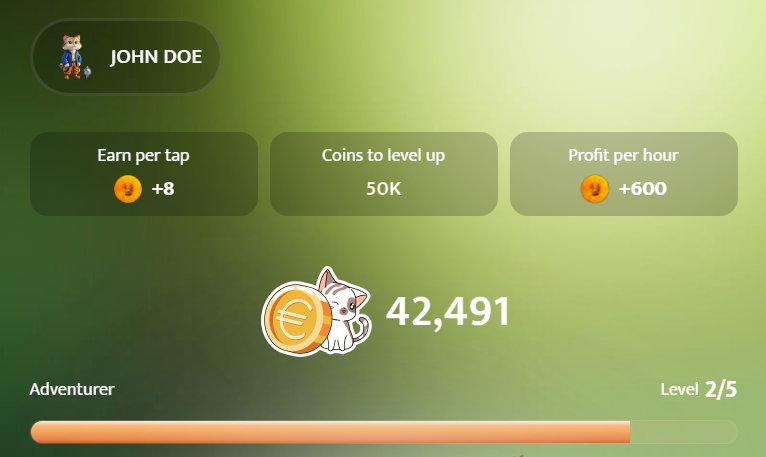 JOHN DOE
Earn per tap
+8
Coins to level up
50K
Profit per hour
+600
€
42,491
Adventurer
Level 2/5